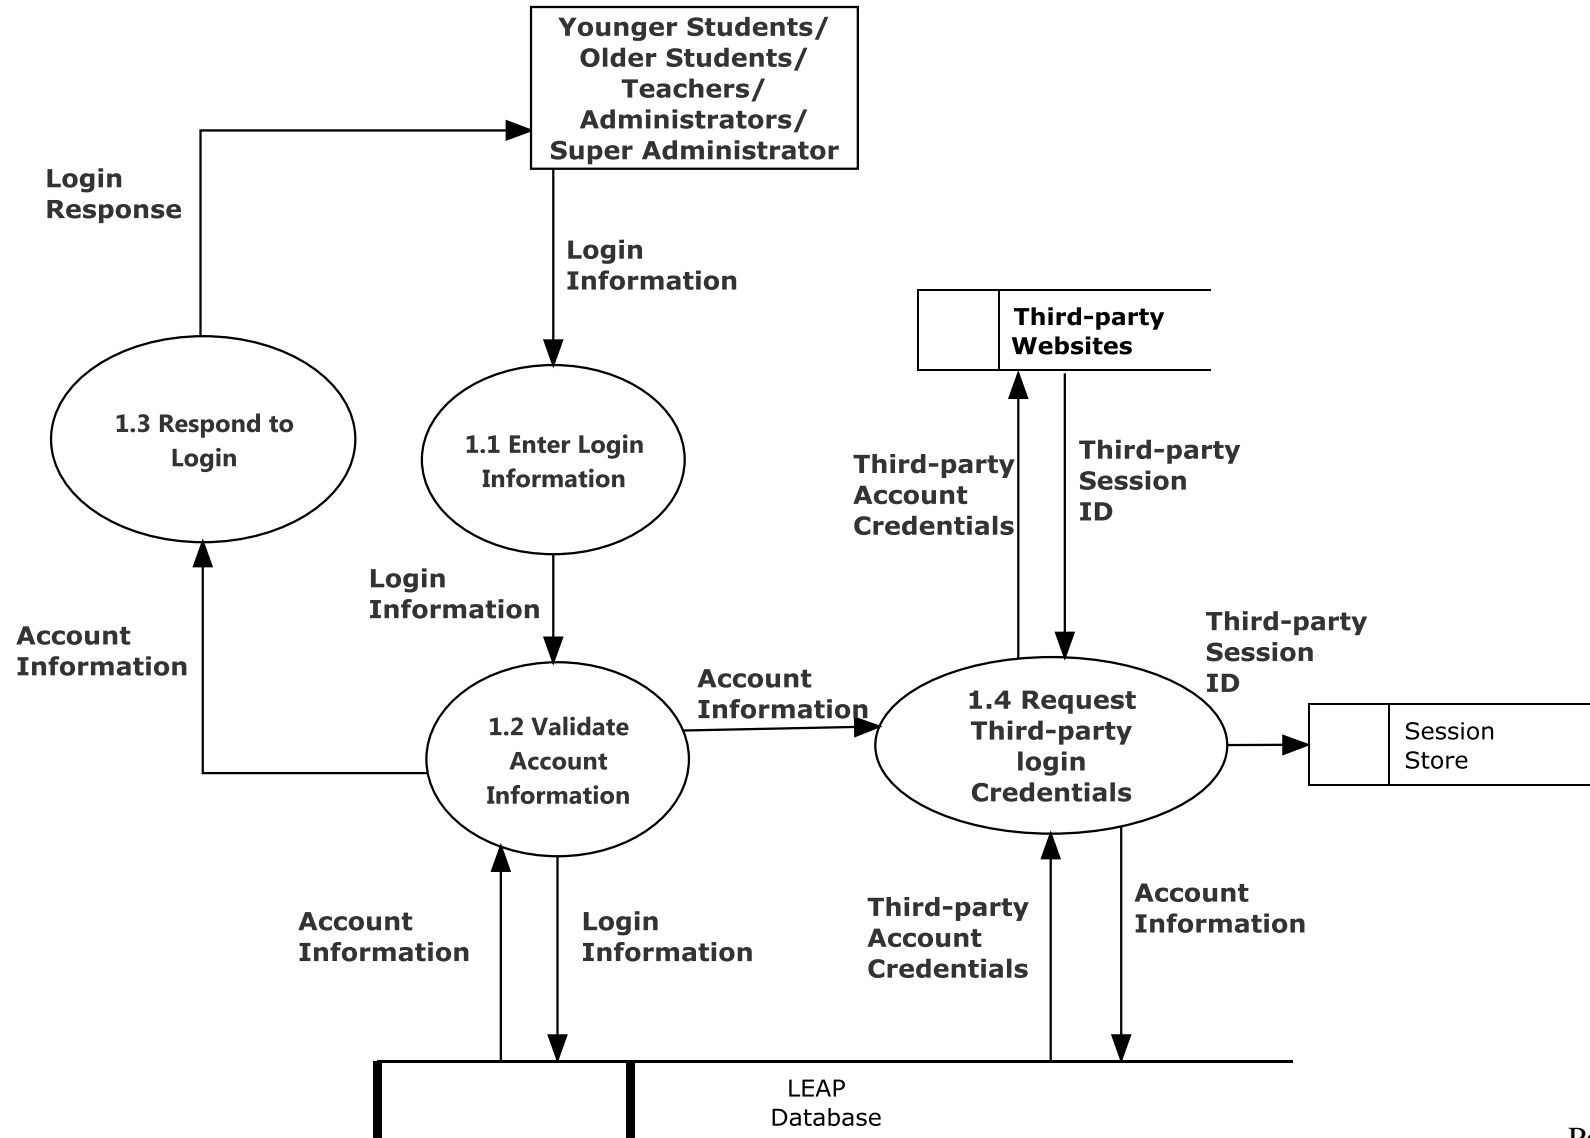 Younger Students/
Older Students/
Teachers/
Administrators/
Super Administrator
Login
Response
Login
Information
Third-party
Websites
1.3 Respond to
Login
1.1 Enter Login
Information
Third-party
Account
Credentials
Third-party
Session
ID
Login
Information
Account
Information
Third-party
Session
ID
Account
Information
1.2 Validate
Account
Information
1.4 Request
Third-party
login
Credentials
Session
Store
Account
Information
Login
Information
Third-party
Account
Credentials
Account
Information
LEAP
Database